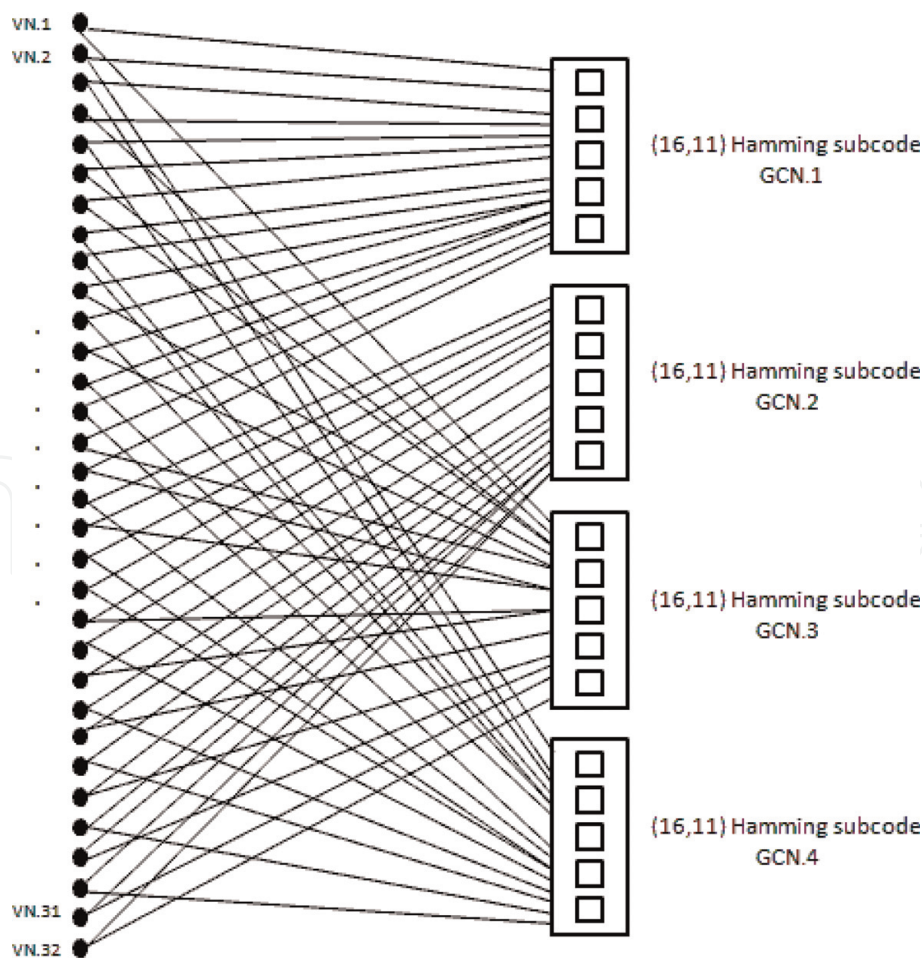 VN.1
VN.2
(16,11) Hamming subcode
GCN.1
(16,11) Hamming subcode
GCN.2
(16,11) Hamming subcode
GCN.3
(16,11) Hamming subcode
GCN.4
VN.31
VN.32